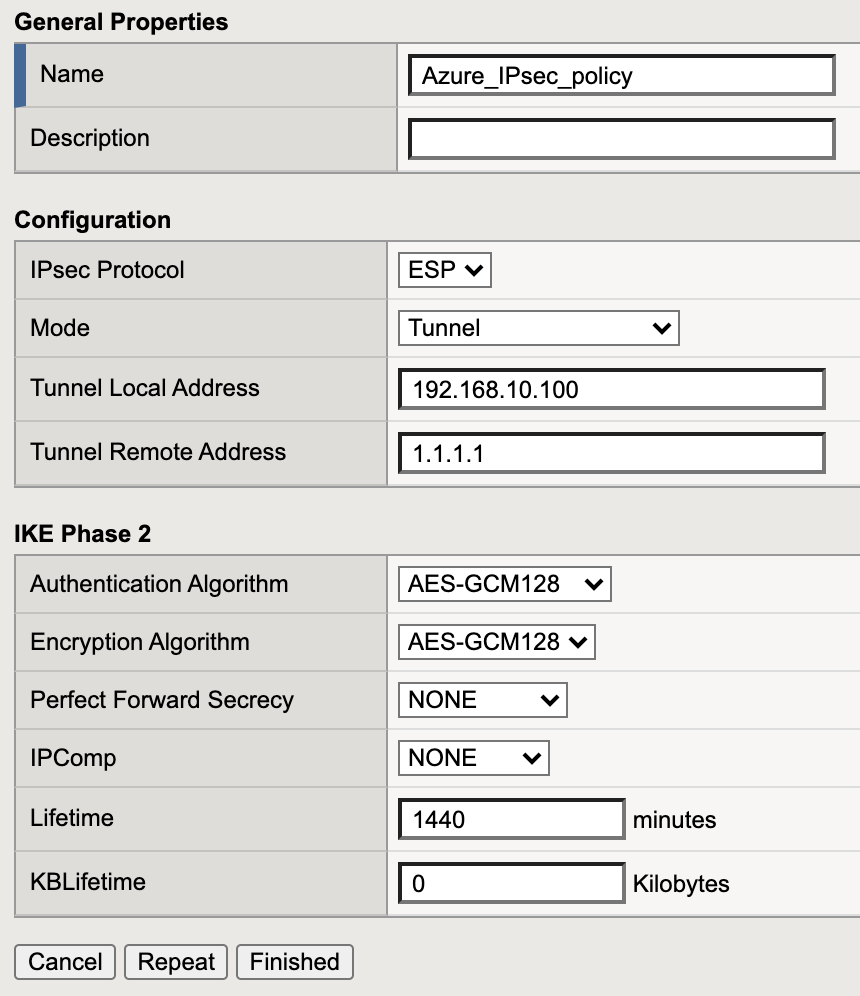 General Properties
Name Azure_IPsec_policy
Description
Configuration
IPsec Protocol ESP
Mode Tunnel
Tunnel Local Address 192.168.10.100
Tunnel Remote Address 1.1.1.1
IKE Phase 2
Authentication Algorithm AES-GCM128
Encryption Algorithm AES-GCM128
Perfect Forward Secrecy NONE
IPComp NONE
Lifetime 1440 minutes
KBLifetime 0 Kilobytes
Cancel Repeat Finished